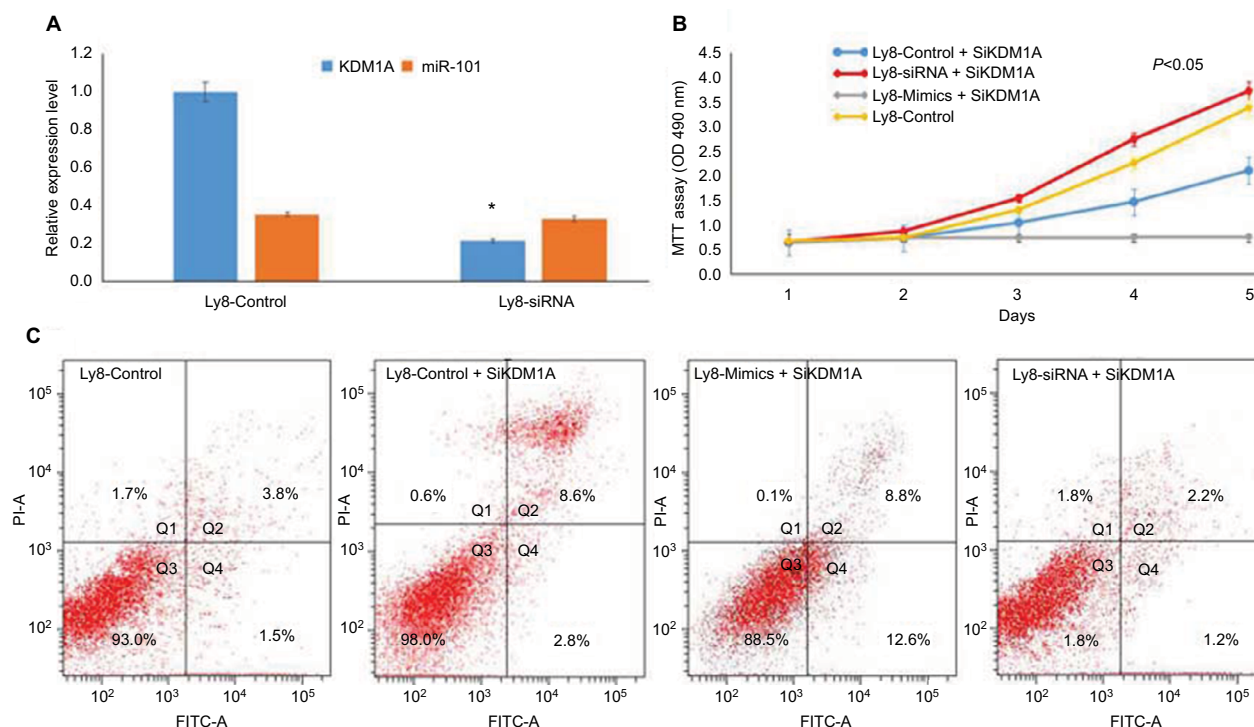 A
Relative expression level
1.2
1.0
0.8
0.6
0.4
0.2
0.0
KDM1A
miR-101
*
Ly8-Control
Ly8-siRNA
B
MTT assay (OD 490 nm)
4.5
4.0
3.5
3.0
2.5
2.0
1.5
1.0
0.5
0.0
Ly8-Control + SiKDM1A
Ly8-siRNA + SiKDM1A
Ly8-Mimics + SiKDM1A
Ly8-Control
P<0.05
1 2 3 4 5
Days
C
Ly8-Control
PI-A
10⁵
10⁴
10³
10²
1.7%
3.8%
Q1 Q2
Q3 Q4
93.0%
1.5%
10² 10³ 10⁴ 10⁵
FITC-A
Ly8-Control + SiKDM1A
PI-A
10⁵
10⁴
10³
10²
0.6%
8.6%
Q1 Q2
Q3 Q4
98.0%
2.8%
10² 10³ 10⁴ 10⁵
FITC-A
Ly8-Mimics + SiKDM1A
PI-A
10⁵
10⁴
10³
10²
0.1%
8.8%
Q1 Q2
Q3 Q4
88.5%
12.6%
10² 10³ 10⁴ 10⁵
FITC-A
Ly8-siRNA + SiKDM1A
PI-A
10⁵
10⁴
10³
10²
1.8%
2.2%
Q1 Q2
Q3 Q4
1.8%
1.2%
10² 10³ 10⁴ 10⁵
FITC-A